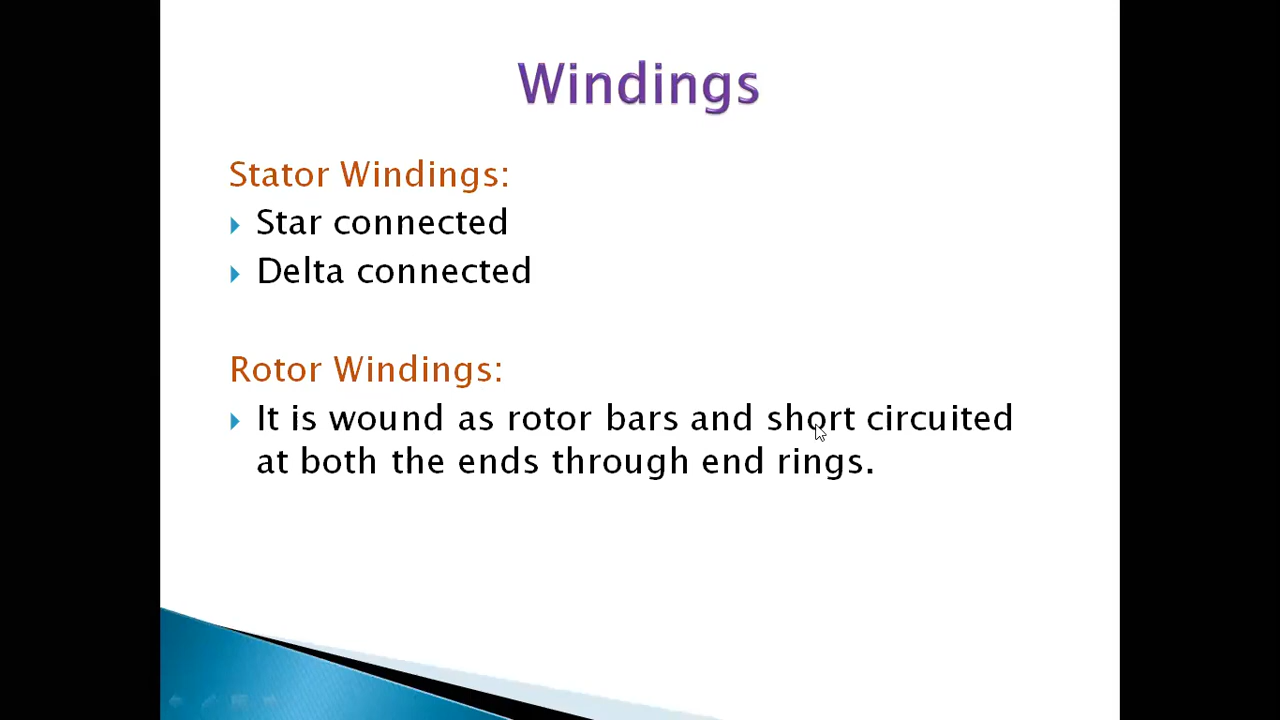 Windings
Stator Windings:
Star connected
Delta connected
Rotor Windings:
It is wound as rotor bars and short circuited
at both the ends through end rings.